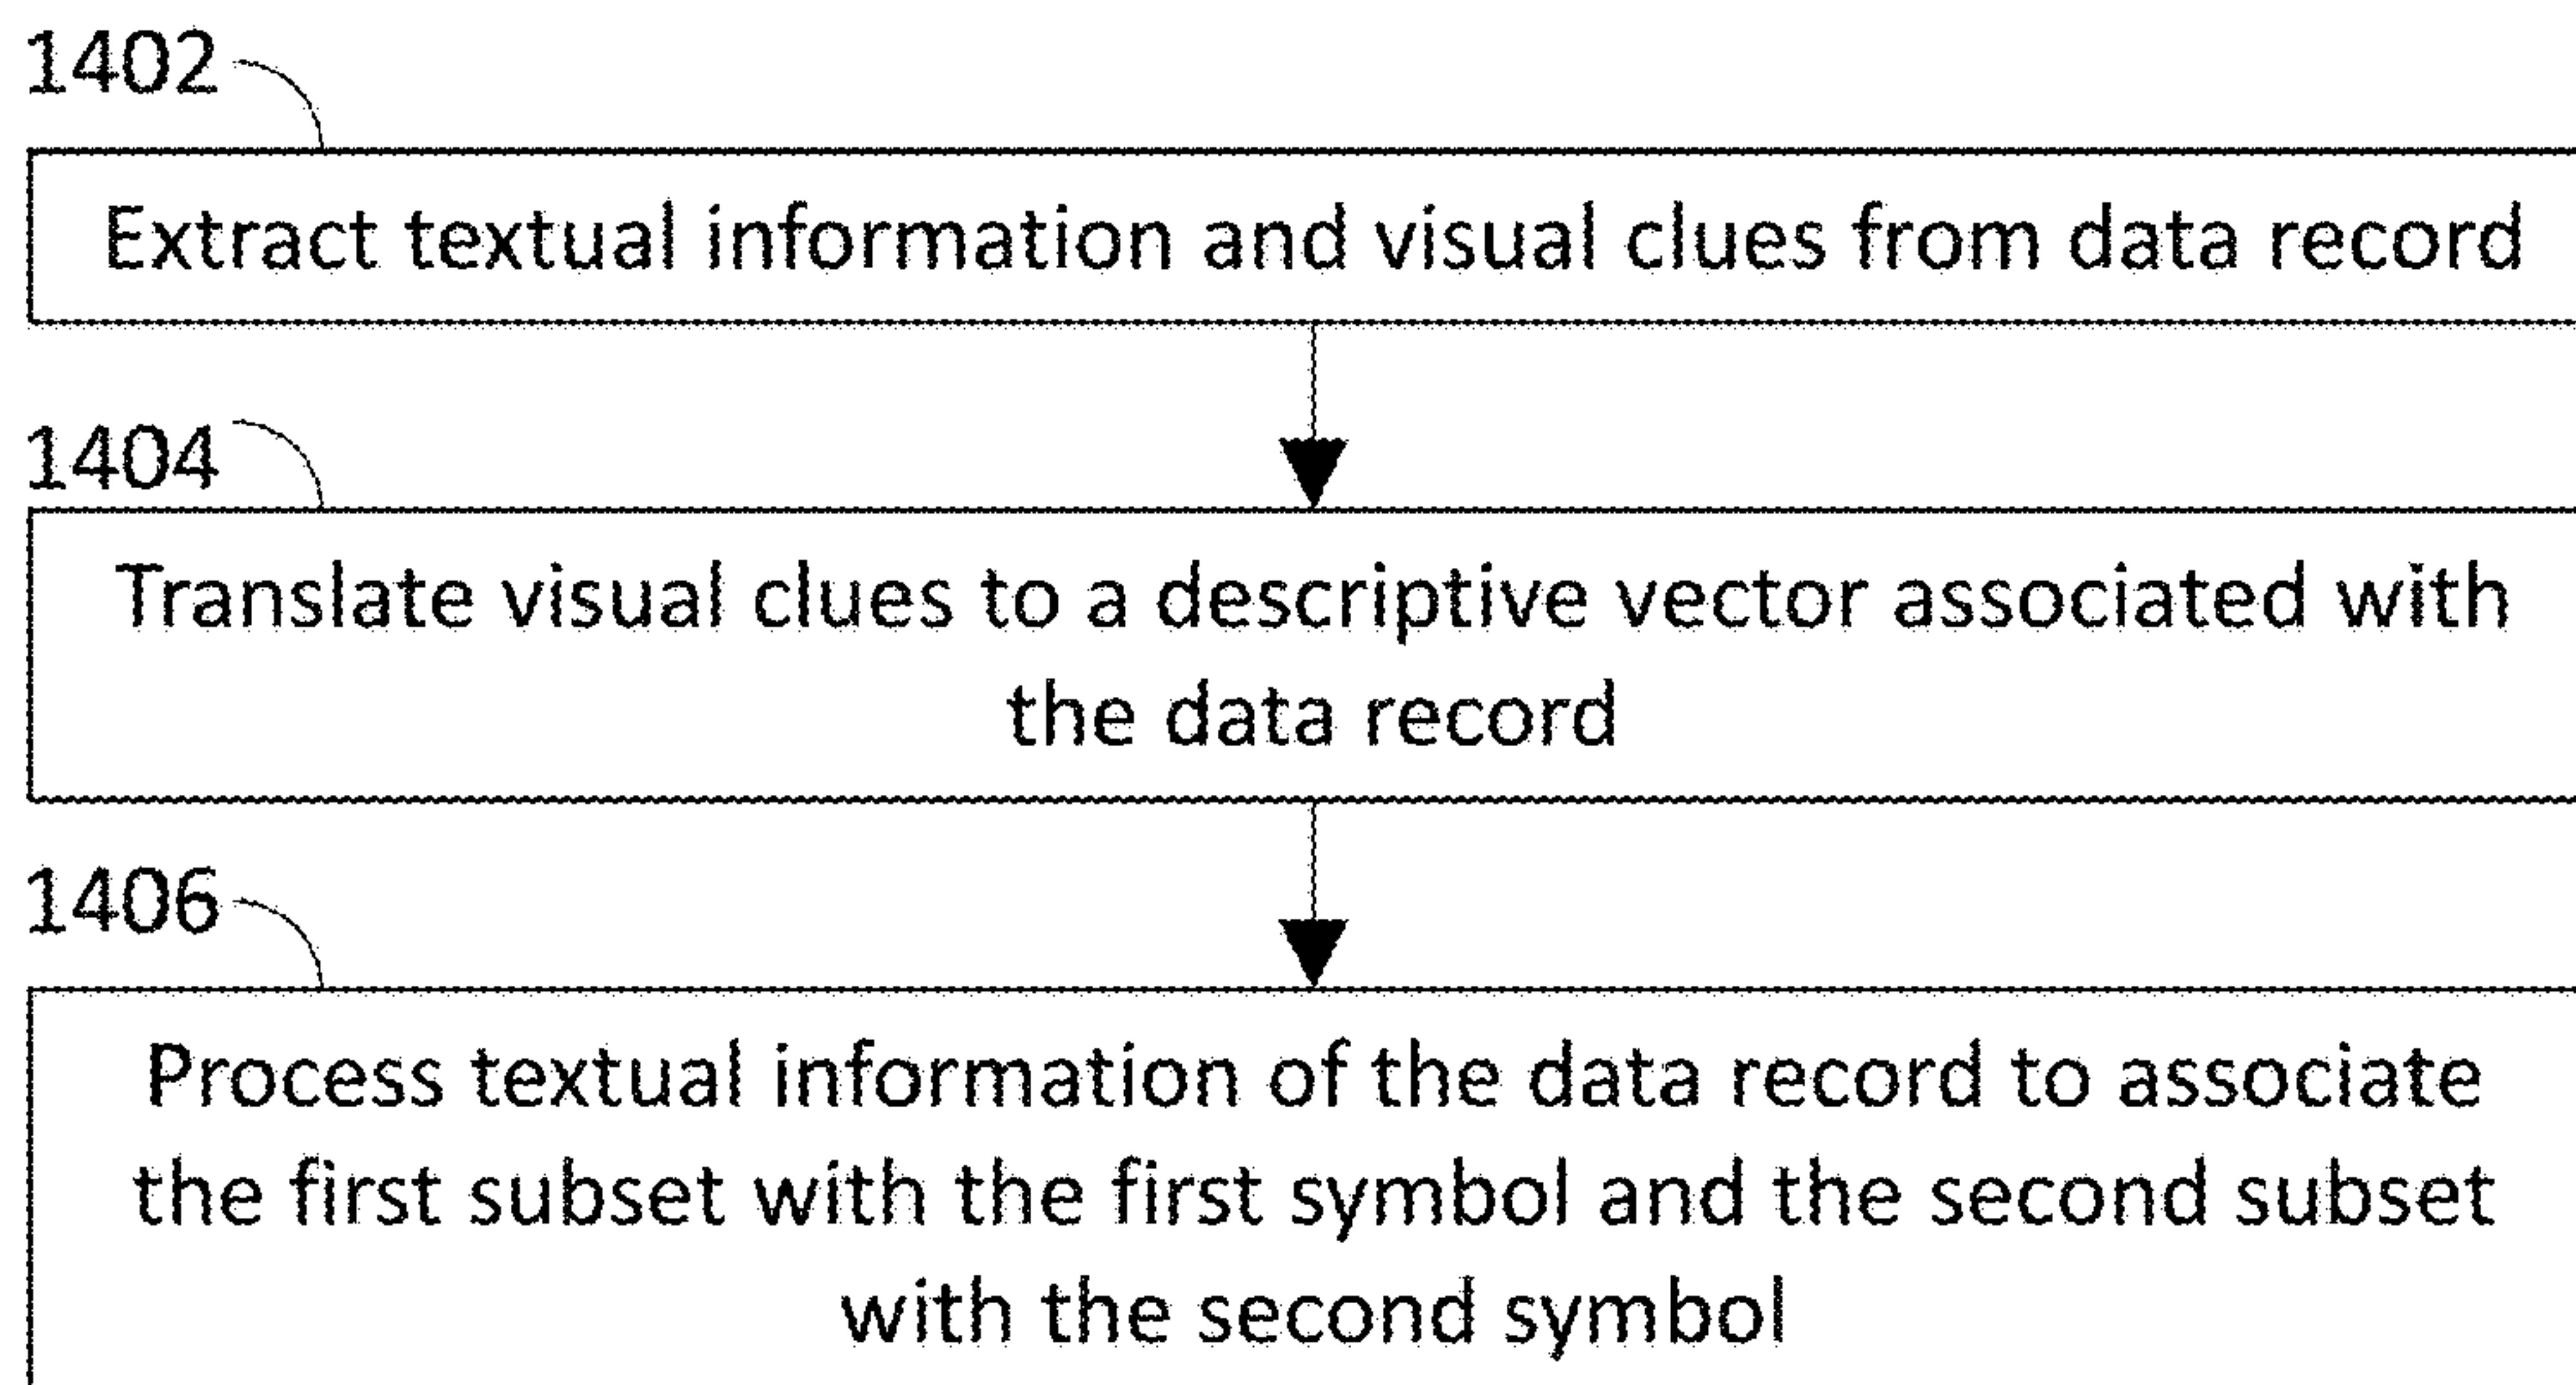 1402
Extract textual information and visual clues from data record
1404
Translate visual clues to a descriptive vector associated with
the data record
1406
Process textual information of the data record to associate
the first subset with the first symbol and the second subset
with the second symbol